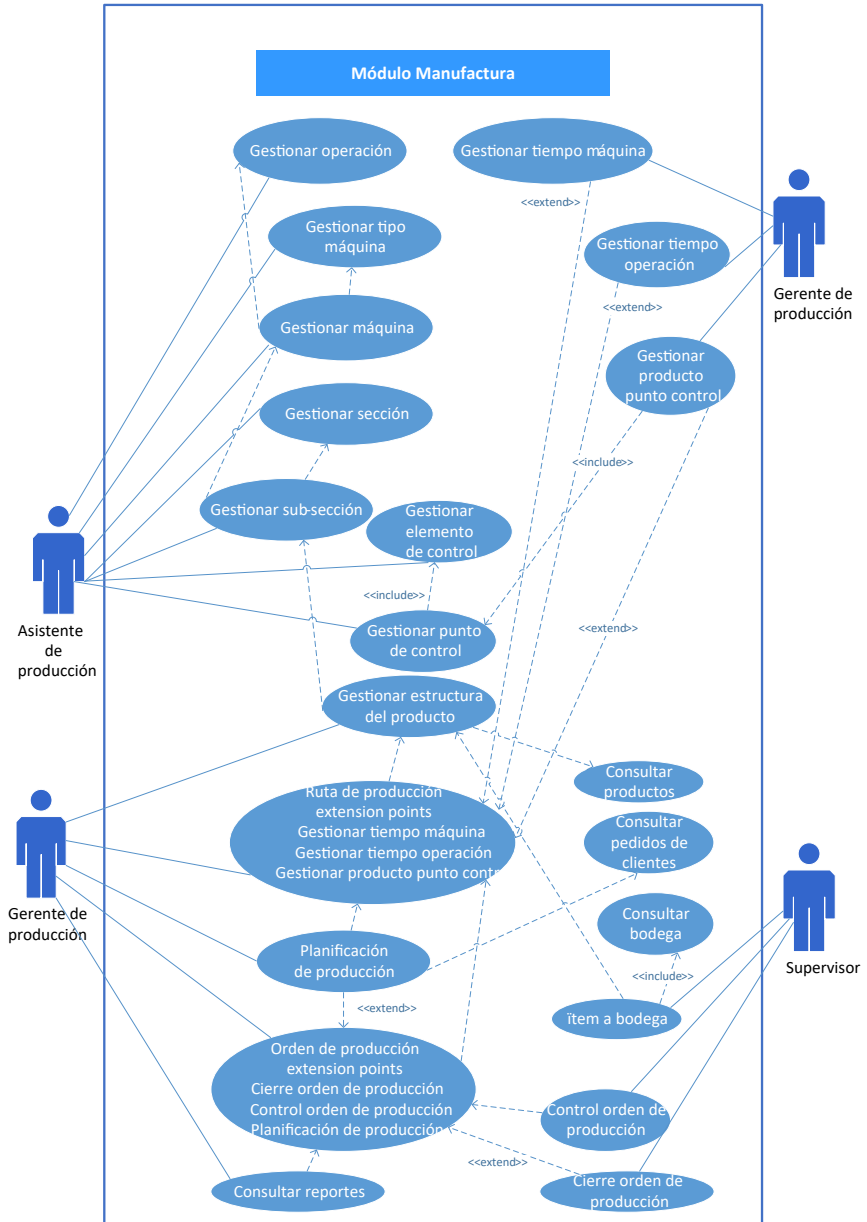 Módulo Manufactura
Gestionar operación
Gestionar tiempo máquina
<<extend>>
Gestionar tipo
máquina
Gestionar tiempo
operación
Gerente de
producción
<<extend>>
Gestionar máquina
Gestionar
producto
punto control
Gestionar sección
<<include>>
Gestionar sub-sección
Gestionar
elemento
de control
<<include>>
Asistente
de
producción
Gestionar punto
de control
<<extend>>
Gestionar estructura
del producto
Consultar
productos
Ruta de producción
extension points
Gestionar tiempo máquina
Gestionar tiempo operación
Gestionar producto punto contr
Consultar
pedidos de
clientes
Gerente de
producción
Consultar
bodega
Planificación
de producción
<<include>>
Supervisor
<<extend>>
ïtem a bodega
Orden de producción
extension points
Cierre orden de producción
Control orden de producción
Planificación de producción
Control orden de
producción
<<extend>>
Consultar reportes
Cierre orden de
producción